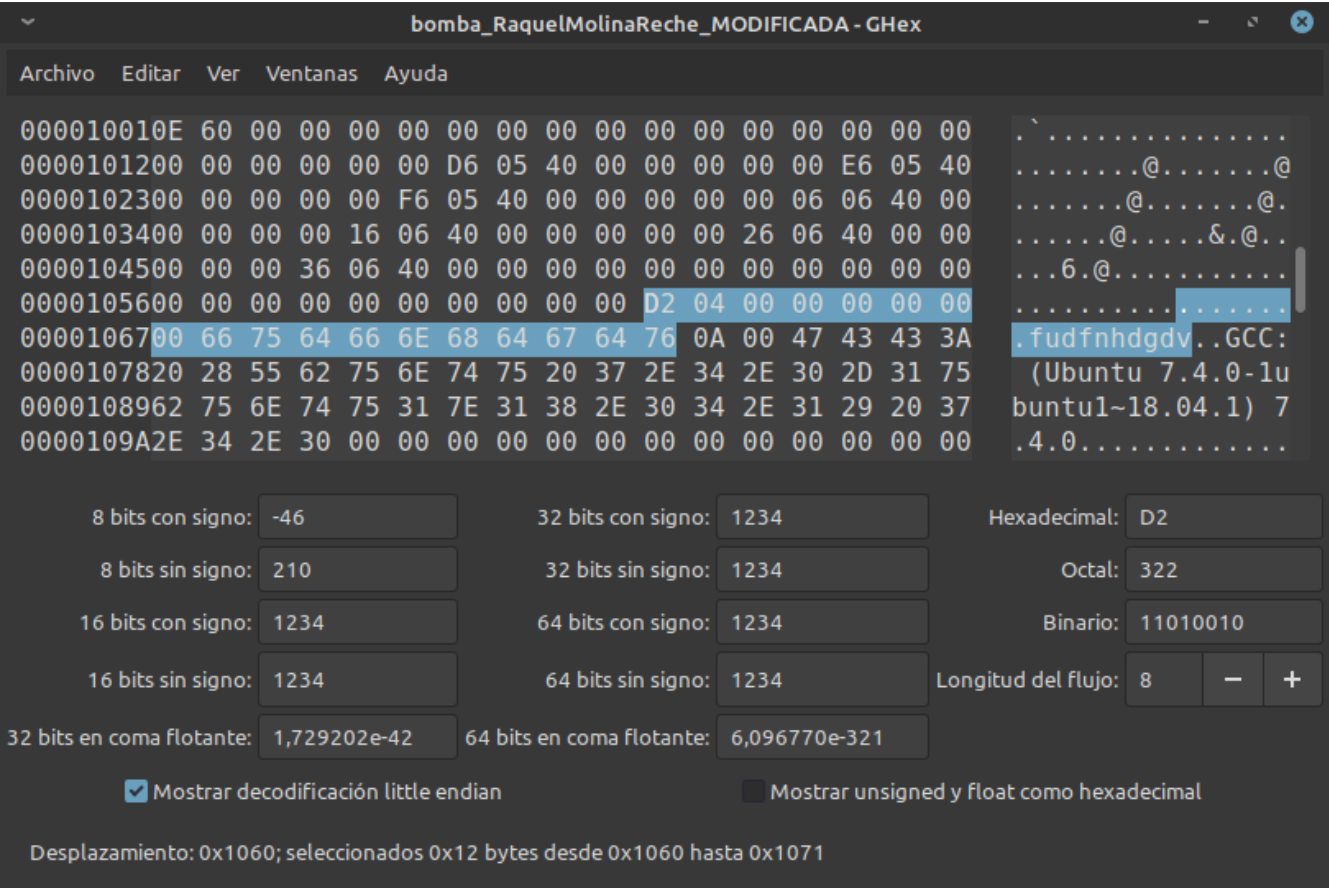 bomba_RaquelMolinaReche_MODIFICADA - GHex
Archivo Editar Ver Ventanas Ayuda
000010010E 60 00 00 00 00 00 00 00 00 00 00 00 00 00 00 00 .`...............
0000101200 00 00 00 00 00 D6 05 40 00 00 00 00 00 E6 05 40 ........@.......@
0000102300 00 00 00 00 F6 05 40 00 00 00 00 00 06 06 40 00 .......@.......@.
0000103400 00 00 00 16 06 40 00 00 00 00 00 26 06 40 00 00 ......@.....&.@..
0000104500 00 00 36 06 40 00 00 00 00 00 00 00 00 00 00 00 ...6.@...........
0000105600 00 00 00 00 00 00 00 00 00 D2 04 00 00 00 00 00 .................
0000106700 66 75 64 66 6E 68 64 67 64 76 0A 00 47 43 43 3A .fudfnhdgdv..GCC:
0000107820 28 55 62 75 6E 74 75 20 37 2E 34 2E 30 2D 31 75 (Ubuntu 7.4.0-1u
0000108962 75 6E 74 75 31 7E 31 38 2E 30 34 2E 31 29 20 37 buntu1~18.04.1) 7
0000109A2E 34 2E 30 00 00 00 00 00 00 00 00 00 00 00 00 00 .4.0.............
8 bits con signo: -46 32 bits con signo: 1234 Hexadecimal: D2
8 bits sin signo: 210 32 bits sin signo: 1234 Octal: 322
16 bits con signo: 1234 64 bits con signo: 1234 Binario: 11010010
16 bits sin signo: 1234 64 bits sin signo: 1234 Longitud del flujo: 8 − +
32 bits en coma flotante: 1,729202e-42 64 bits en coma flotante: 6,096770e-321
Mostrar decodificación little endian Mostrar unsigned y float como hexadecimal
Desplazamiento: 0x1060; seleccionados 0x12 bytes desde 0x1060 hasta 0x1071